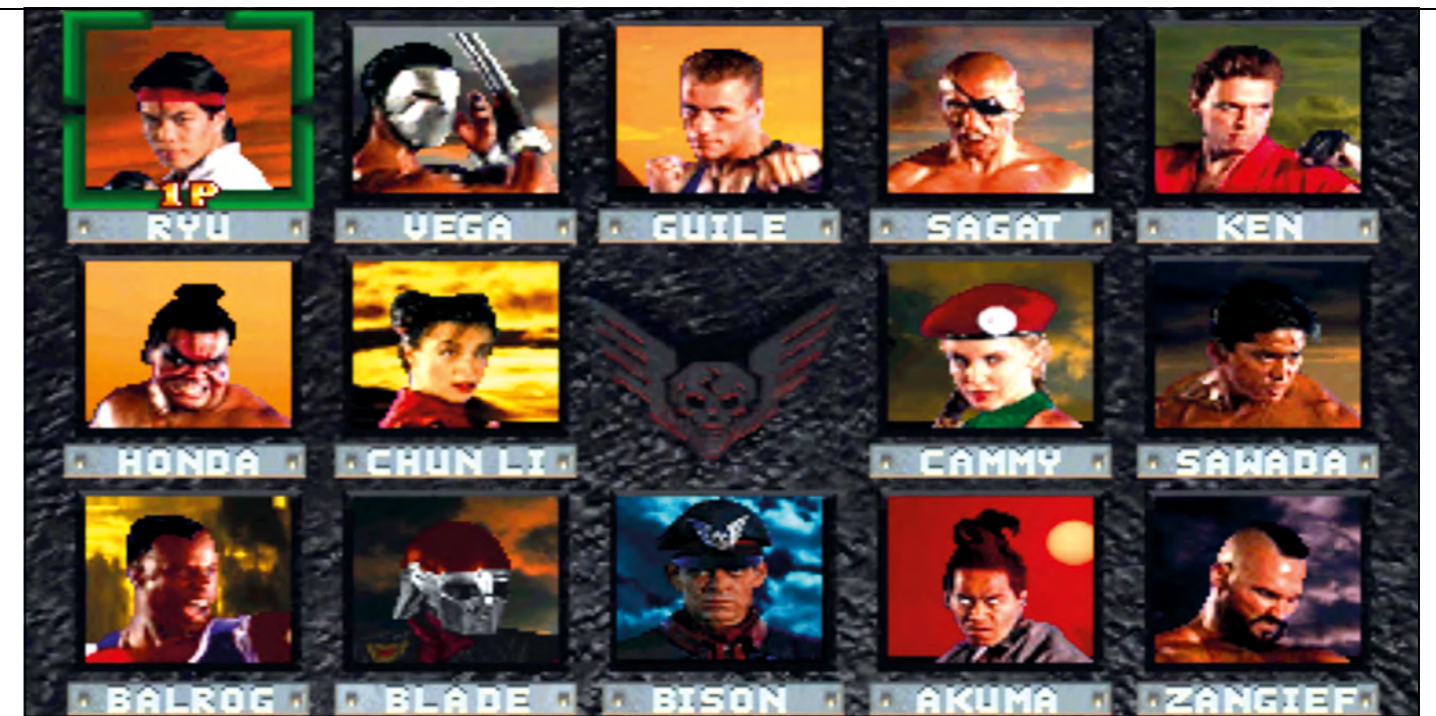 1P
RYU VEGA GUILE SAGAT KEN
HONDA CHUN LI CAMMY SAWADA
BALROG BLADE BISON AKUMA ZANGIEF